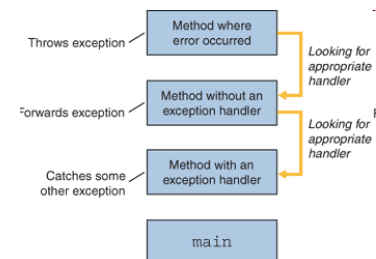 Method where
error occurred
Throws exception
Looking for
appropriate
handler
Method without an
exception handler
Forwards exception
Looking for
appropriate
handler
Method with an
exception handler
Catches some
other exception
main